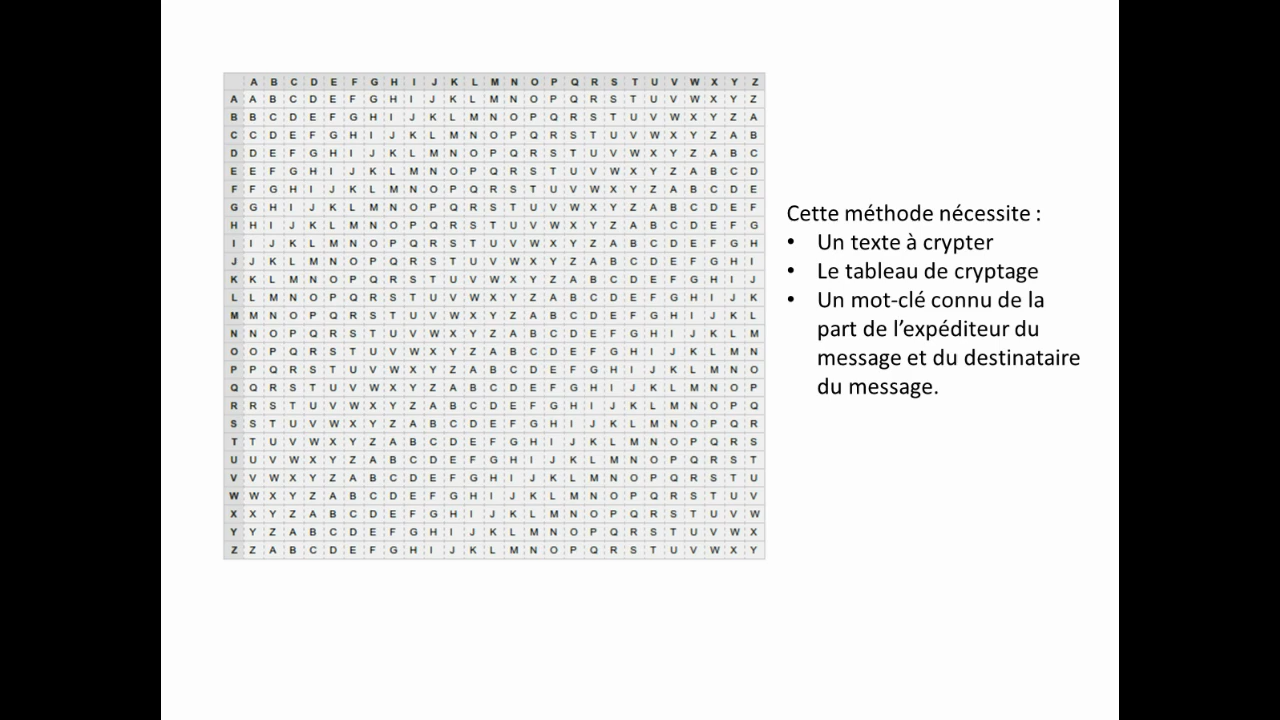 A B C D E F G H I J K L M N O P Q R S T U V W X Y Z
A A B C D E F G H I J K L M N O P Q R S T U V W X Y Z
B B C D E F G H I J K L M N O P Q R S T U V W X Y Z A
C C D E F G H I J K L M N O P Q R S T U V W X Y Z A B
D D E F G H I J K L M N O P Q R S T U V W X Y Z A B C
E E F G H I J K L M N O P Q R S T U V W X Y Z A B C D
F F G H I J K L M N O P Q R S T U V W X Y Z A B C D E
G G H I J K L M N O P Q R S T U V W X Y Z A B C D E F
H H I J K L M N O P Q R S T U V W X Y Z A B C D E F G
I I J K L M N O P Q R S T U V W X Y Z A B C D E F G H
J J K L M N O P Q R S T U V W X Y Z A B C D E F G H I
K K L M N O P Q R S T U V W X Y Z A B C D E F G H I J
L L M N O P Q R S T U V W X Y Z A B C D E F G H I J K
M M N O P Q R S T U V W X Y Z A B C D E F G H I J K L
N N O P Q R S T U V W X Y Z A B C D E F G H I J K L M
O O P Q R S T U V W X Y Z A B C D E F G H I J K L M N
P P Q R S T U V W X Y Z A B C D E F G H I J K L M N O
Q Q R S T U V W X Y Z A B C D E F G H I J K L M N O P
R R S T U V W X Y Z A B C D E F G H I J K L M N O P Q
S S T U V W X Y Z A B C D E F G H I J K L M N O P Q R
T T U V W X Y Z A B C D E F G H I J K L M N O P Q R S
U U V W X Y Z A B C D E F G H I J K L M N O P Q R S T
V V W X Y Z A B C D E F G H I J K L M N O P Q R S T U
W W X Y Z A B C D E F G H I J K L M N O P Q R S T U V
X X Y Z A B C D E F G H I J K L M N O P Q R S T U V W
Y Y Z A B C D E F G H I J K L M N O P Q R S T U V W X
Z Z A B C D E F G H I J K L M N O P Q R S T U V W X Y
Cette méthode nécessite :
• Un texte à crypter
• Le tableau de cryptage
• Un mot-clé connu de la
part de l’expéditeur du
message et du destinataire
du message.